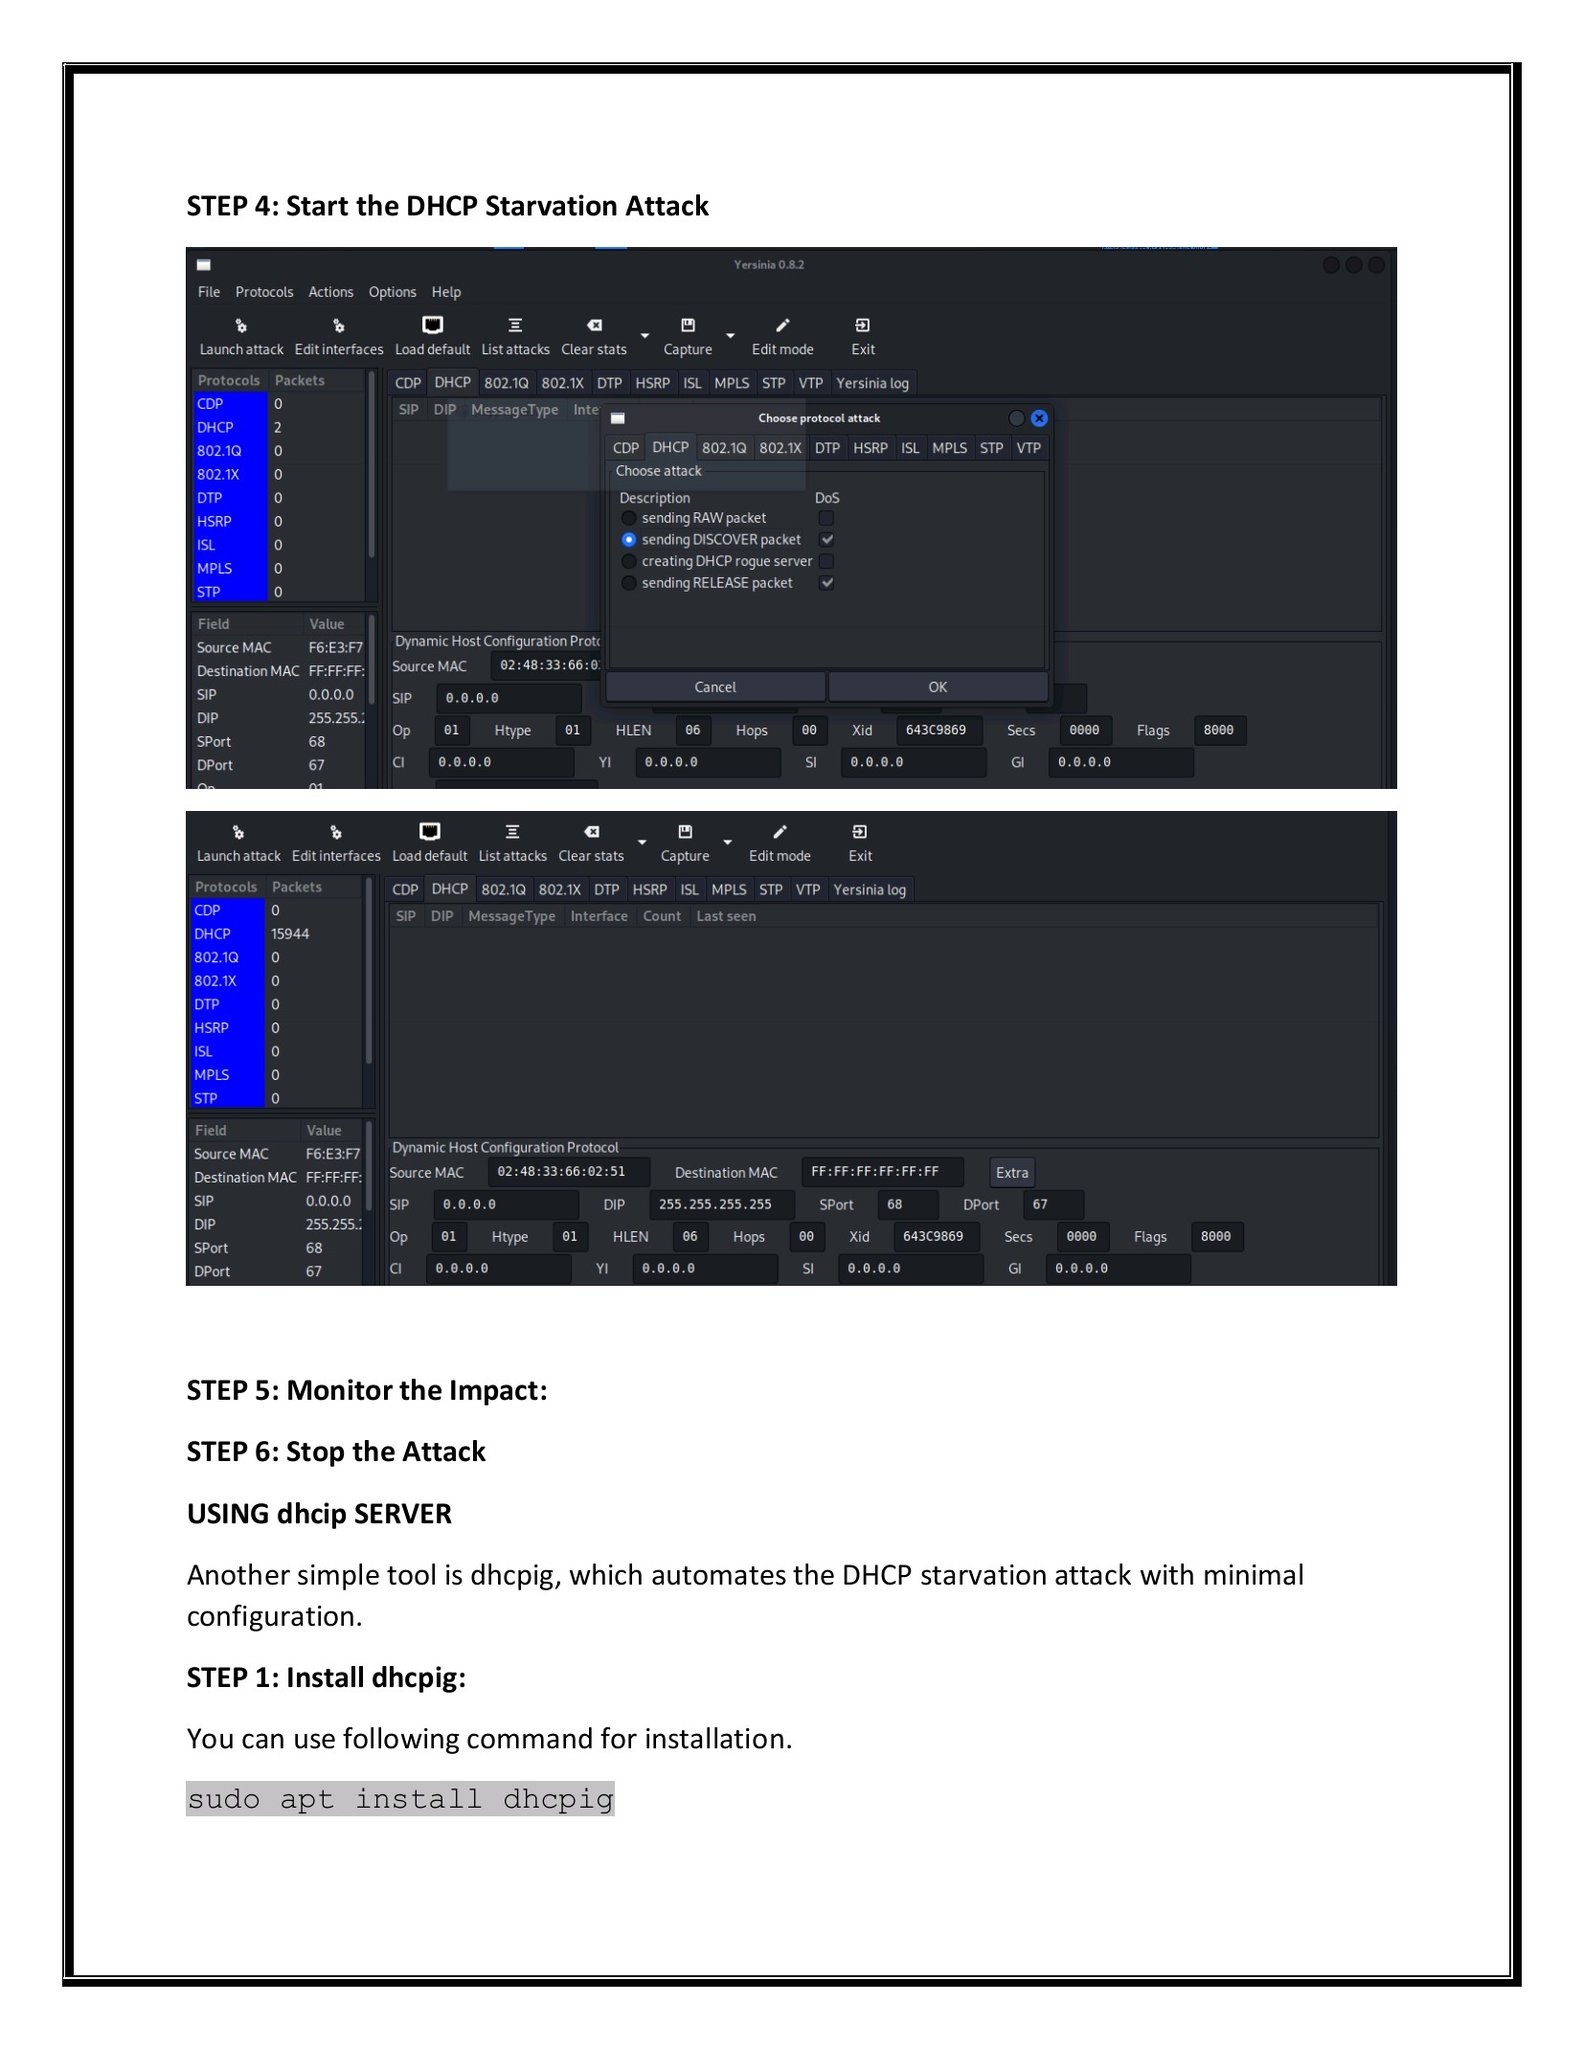 STEP 4: Start the DHCP Starvation Attack
Yersinia 0.8.2
File Protocols Actions Options Help
Launch attack Edit interfaces Load default List attacks Clear stats Capture Edit mode Exit
Protocols Packets
CDP 0
DHCP 2
802.1Q 0
802.1X 0
DTP 0
HSRP 0
ISL 0
MPLS 0
STP 0
Field Value
Source MAC F6:E3:F7
Destination MAC FF:FF:FF:
SIP 0.0.0.0
DIP 255.255.2
SPort 68
DPort 67
Op 01
CDP DHCP 802.1Q 802.1X DTP HSRP ISL MPLS STP VTP Yersinia log
SIP DIP MessageType Inte
Choose protocol attack
CDP DHCP 802.1Q 802.1X DTP HSRP ISL MPLS STP VTP
Choose attack
Description DoS
sending RAW packet
sending DISCOVER packet
creating DHCP rogue server
sending RELEASE packet
Cancel OK
Dynamic Host Configuration Proto
Source MAC 02:48:33:66:0
SIP 0.0.0.0
Op 01 Htype 01 HLEN 06 Hops 00 Xid 643C9869 Secs 0000 Flags 8000
CI 0.0.0.0 YI 0.0.0.0 SI 0.0.0.0 GI 0.0.0.0
Launch attack Edit interfaces Load default List attacks Clear stats Capture Edit mode Exit
Protocols Packets
CDP 0
DHCP 15944
802.1Q 0
802.1X 0
DTP 0
HSRP 0
ISL 0
MPLS 0
STP 0
Field Value
Source MAC F6:E3:F7
Destination MAC FF:FF:FF:
SIP 0.0.0.0
DIP 255.255.2
SPort 68
DPort 67
CDP DHCP 802.1Q 802.1X DTP HSRP ISL MPLS STP VTP Yersinia log
SIP DIP MessageType Interface Count Last seen
Dynamic Host Configuration Protocol
Source MAC 02:48:33:66:02:51 Destination MAC FF:FF:FF:FF:FF:FF Extra
SIP 0.0.0.0 DIP 255.255.255.255 SPort 68 DPort 67
Op 01 Htype 01 HLEN 06 Hops 00 Xid 643C9869 Secs 0000 Flags 8000
CI 0.0.0.0 YI 0.0.0.0 SI 0.0.0.0 GI 0.0.0.0
STEP 5: Monitor the Impact:
STEP 6: Stop the Attack
USING dhcip SERVER
Another simple tool is dhcpig, which automates the DHCP starvation attack with minimal
configuration.
STEP 1: Install dhcpig:
You can use following command for installation.
sudo apt install dhcpig